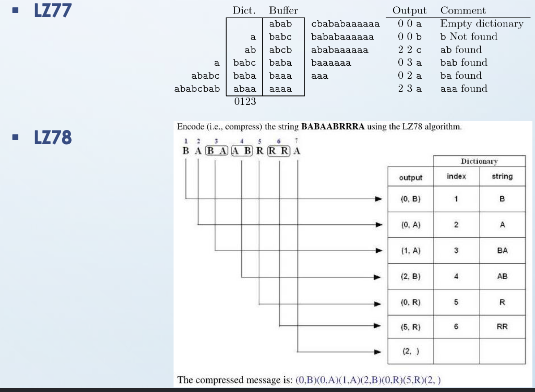 ▪ LZ77
Dict. Buffer Output Comment
abab cbababaaaaaa 0 0 a Empty dictionary
a babc bababaaaaaa 0 0 b b Not found
ab abcb ababaaaaaa 2 2 c ab found
a babc baba baaaaaa 0 3 a bab found
ababc baba baaa aaa 0 2 a ba found
ababcbab abaa aaaa 2 3 a aaa found
0123
▪ LZ78
Encode (i.e., compress) the string BABAABRRRA using the LZ78 algorithm.
1 2 3 4 5 6 7
B A B A A B R R R A
Dictionary
output index string
(0, B) 1 B
(0, A) 2 A
(1, A) 3 BA
(2, B) 4 AB
(0, R) 5 R
(5, R) 6 RR
(2, )
The compressed message is: (0,B)(0,A)(1,A)(2,B)(0,R)(5,R)(2, )